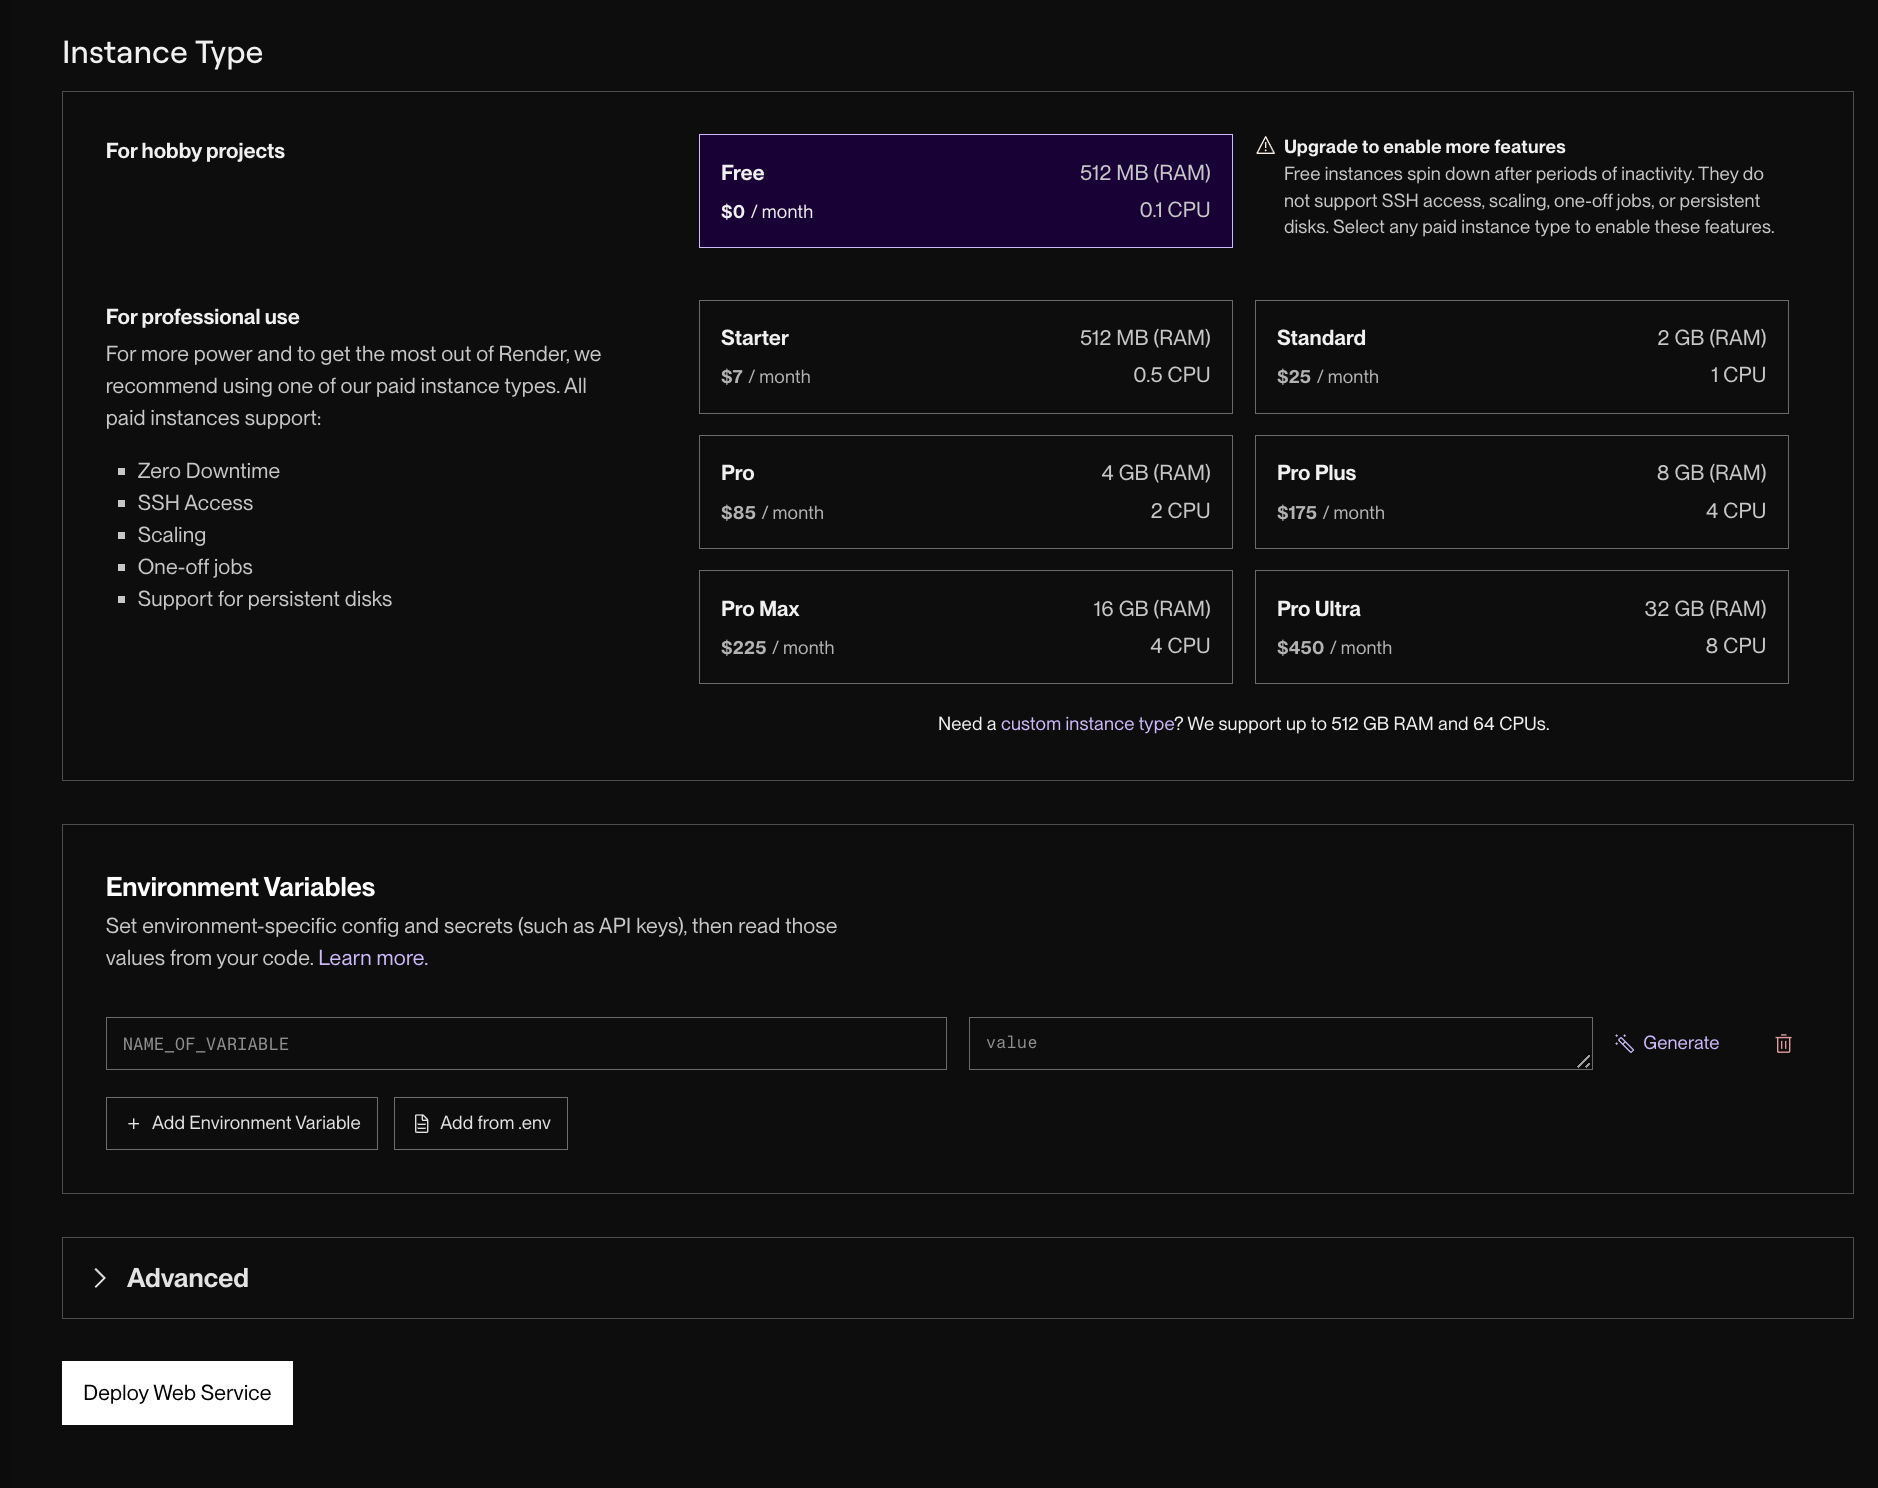 Instance Type
For hobby projects
Free
512 MB (RAM)
$0 / month
0.1 CPU
Upgrade to enable more features
Free instances spin down after periods of inactivity. They do
not support SSH access, scaling, one-off jobs, or persistent
disks. Select any paid instance type to enable these features.
For professional use
For more power and to get the most out of Render, we
recommend using one of our paid instance types. All
paid instances support:
Zero Downtime
SSH Access
Scaling
One-off jobs
Support for persistent disks
Starter
512 MB (RAM)
$7 / month
0.5 CPU
Standard
2 GB (RAM)
$25 / month
1 CPU
Pro
4 GB (RAM)
$85 / month
2 CPU
Pro Plus
8 GB (RAM)
$175 / month
4 CPU
Pro Max
16 GB (RAM)
$225 / month
4 CPU
Pro Ultra
32 GB (RAM)
$450 / month
8 CPU
Need a custom instance type? We support up to 512 GB RAM and 64 CPUs.
Environment Variables
Set environment-specific config and secrets (such as API keys), then read those
values from your code. Learn more.
NAME_OF_VARIABLE
value
Generate
+ Add Environment Variable
Add from .env
Advanced
Deploy Web Service